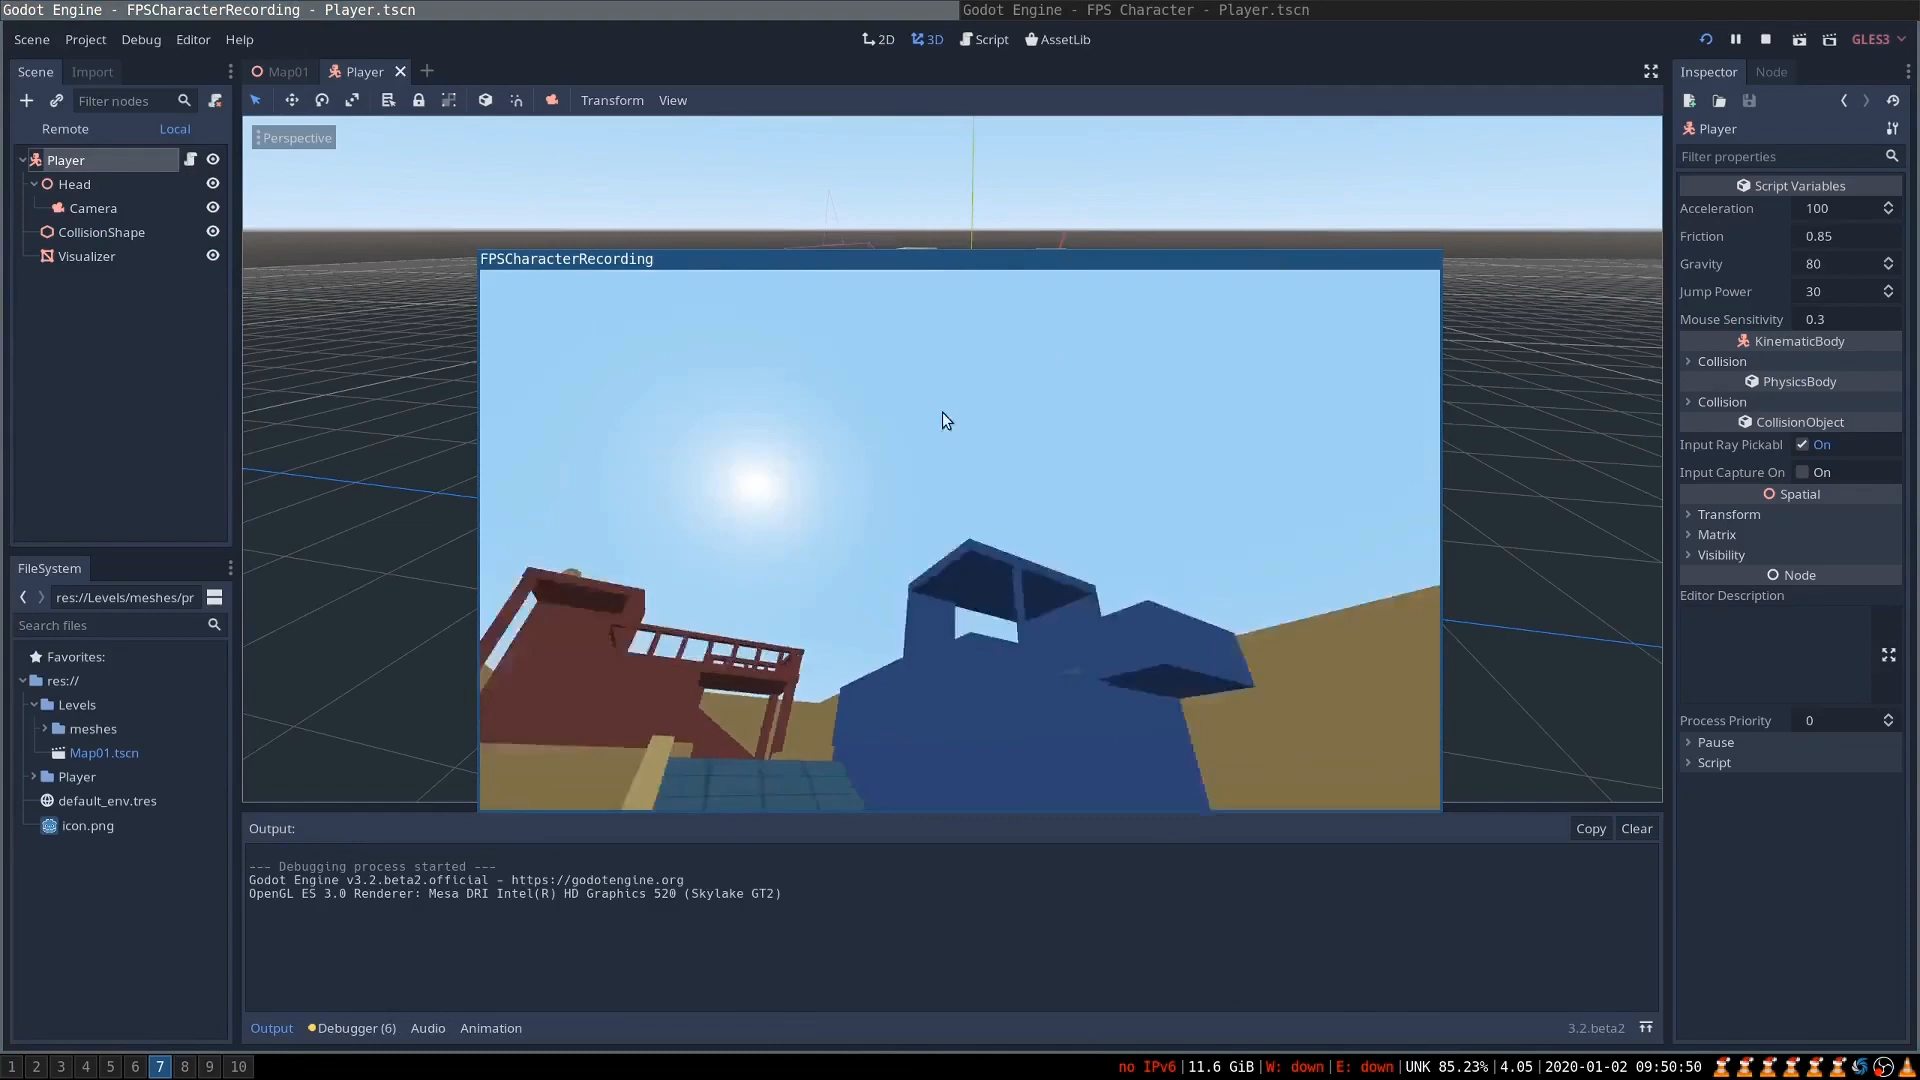 Godot Engine - FPSCharacterRecording - Player.tscn
Godot Engine - FPS Character - Player.tscn
Scene Project Debug Editor Help
2D 3D Script AssetLib
GLES3
Scene Import
Map01 Player
Inspector Node
Filter nodes
Transform View
Remote Local
Player
Filter properties
Perspective
Player
Head
Camera
CollisionShape
Visualizer
Script Variables
Acceleration 100
Friction 0.85
Gravity 80
Jump Power 30
Mouse Sensitivity 0.3
KinematicBody
Collision
PhysicsBody
Collision
CollisionObject
Input Ray Pickabl On
Input Capture On On
Spatial
Transform
Matrix
Visibility
Node
Editor Description
Process Priority 0
Pause
Script
FPSCharacterRecording
FileSystem
res://Levels/meshes/pr
Search files
Favorites:
res://
Levels
meshes
Map01.tscn
Player
default_env.tres
icon.png
Output:
Copy Clear
--- Debugging process started ---
Godot Engine v3.2.beta2.official - https://godotengine.org
OpenGL ES 3.0 Renderer: Mesa DRI Intel(R) HD Graphics 520 (Skylake GT2)
Output Debugger (6) Audio Animation
3.2.beta2
1 2 3 4 5 6 7 8 9 10
no IPv6|11.6 GiB|W: down|E: down|UNK 85.23%|4.05|2020-01-02 09:50:50